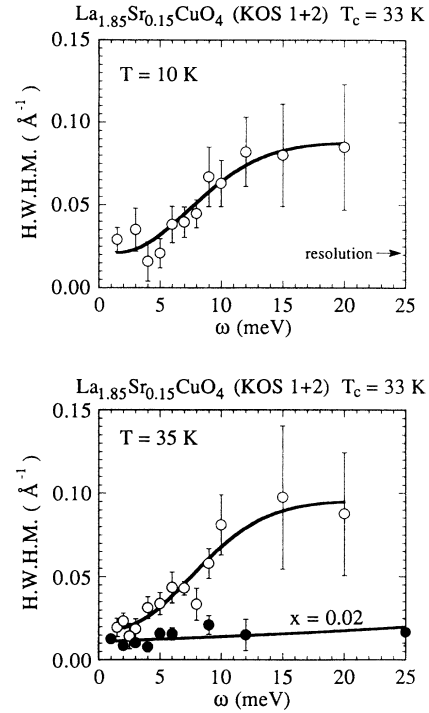 La1.85Sr0.15CuO4 (KOS 1+2) Tc = 33 K
0.15
T = 10 K
0.10
H.W.H.M. ( Å-1 )
0.05
resolution
0.00
0 5 10 15 20 25
ω (meV)
La1.85Sr0.15CuO4 (KOS 1+2) Tc = 33 K
0.15
T = 35 K
0.10
H.W.H.M. ( Å-1 )
0.05
x = 0.02
0.00
0 5 10 15 20 25
ω (meV)